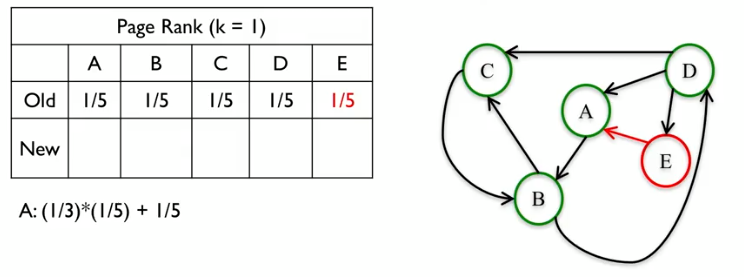 Page Rank (k = 1)
A B C D E
Old 1/5 1/5 1/5 1/5 1/5
New
A: (1/3)*(1/5) + 1/5
C
D
A
E
B